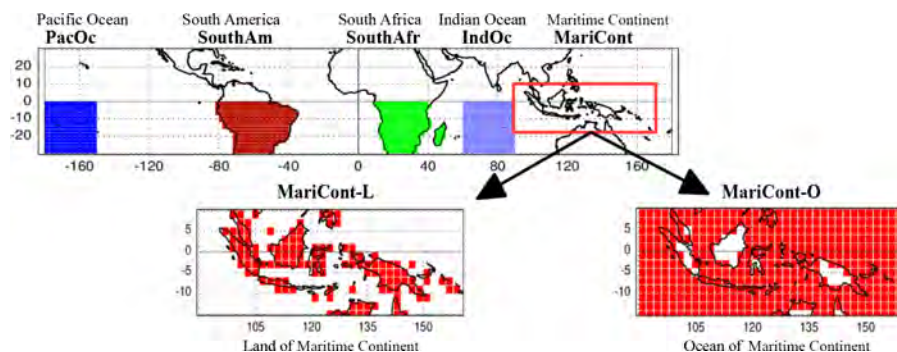 Pacific Ocean South America South Africa Indian Ocean Maritime Continent
PacOc SouthAm SouthAfr IndOc MariCont
20
10
0
-10
-20
-160 -120 -80 -40 0 40 80 120 160
MariCont-L MariCont-O
5 5
0 0
-5 -5
-10 -10
105 120 135 150 105 120 135 150
Land of Maritime Continent Ocean of Maritime Continent